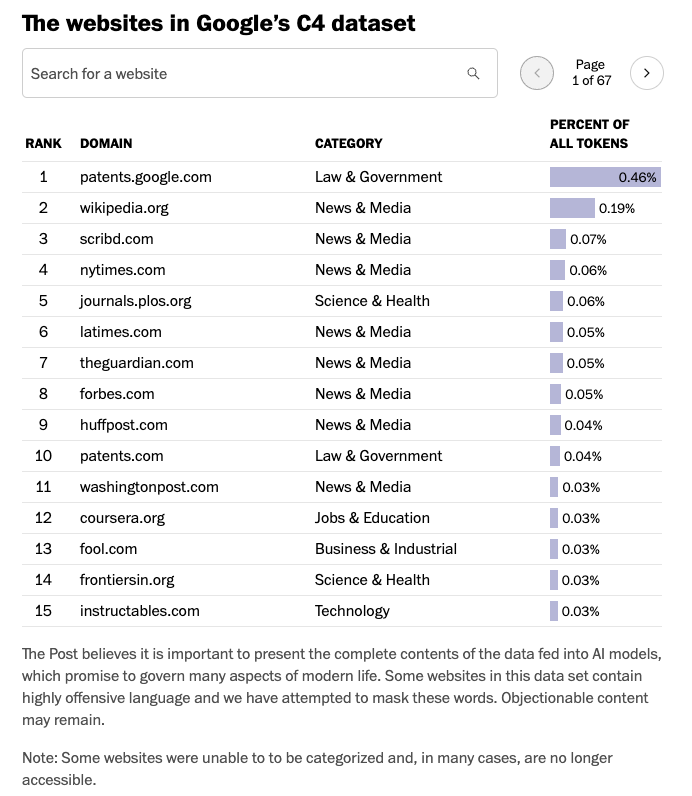 The websites in Google's C4 dataset
Search for a website
Page
1 of 67
PERCENT OF
RANK DOMAIN CATEGORY ALL TOKENS
1 patents.google.com Law & Government 0.46%
2 wikipedia.org News & Media 0.19%
3 scribd.com News & Media 0.07%
4 nytimes.com News & Media 0.06%
5 journals.plos.org Science & Health 0.06%
6 latimes.com News & Media 0.05%
7 theguardian.com News & Media 0.05%
8 forbes.com News & Media 0.05%
9 huffpost.com News & Media 0.04%
10 patents.com Law & Government 0.04%
11 washingtonpost.com News & Media 0.03%
12 coursera.org Jobs & Education 0.03%
13 fool.com Business & Industrial 0.03%
14 frontiersin.org Science & Health 0.03%
15 instructables.com Technology 0.03%
The Post believes it is important to present the complete contents of the data fed into AI models,
which promise to govern many aspects of modern life. Some websites in this data set contain
highly offensive language and we have attempted to mask these words. Objectionable content
may remain.
Note: Some websites were unable to to be categorized and, in many cases, are no longer
accessible.